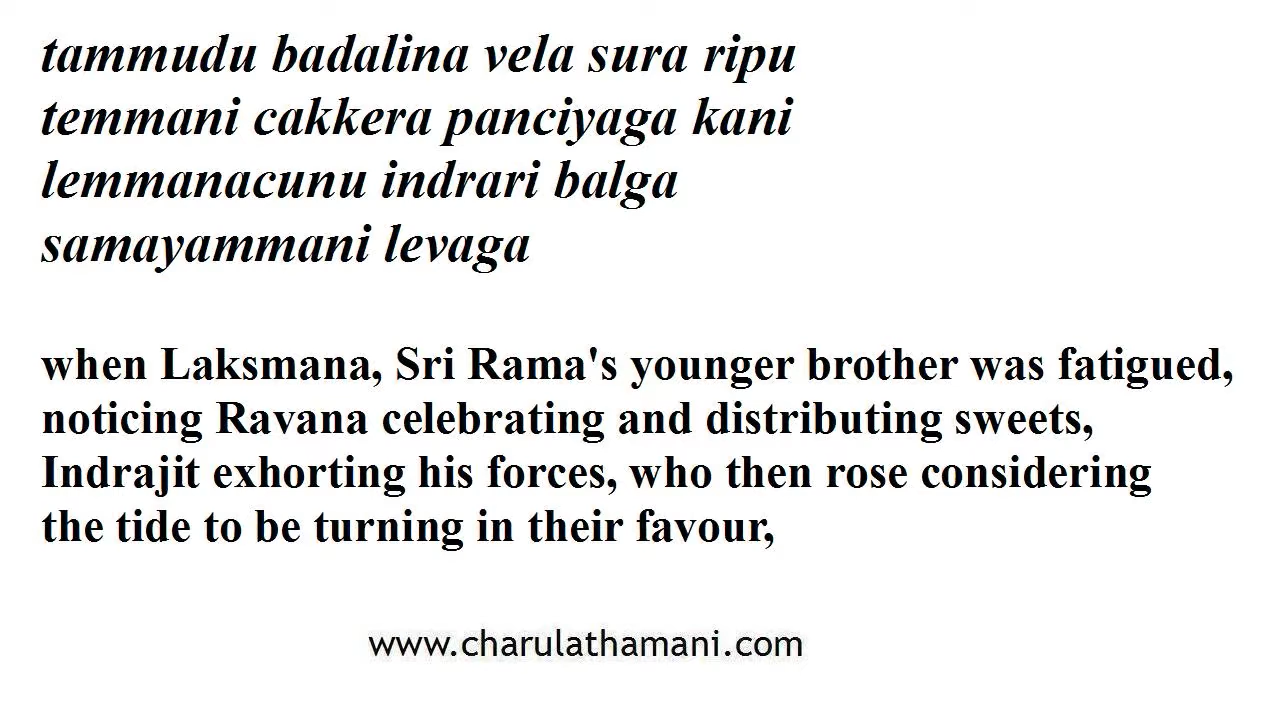 tammudu badalina vela sura ripu
temmani cakkera panciyaga kani
lemmanacunu indrari balga
samayammani levaga
when Laksmana, Sri Rama's younger brother was fatigued,
noticing Ravana celebrating and distributing sweets,
Indrajit exhorting his forces, who then rose considering
the tide to be turning in their favour,
www.charulathamani.com